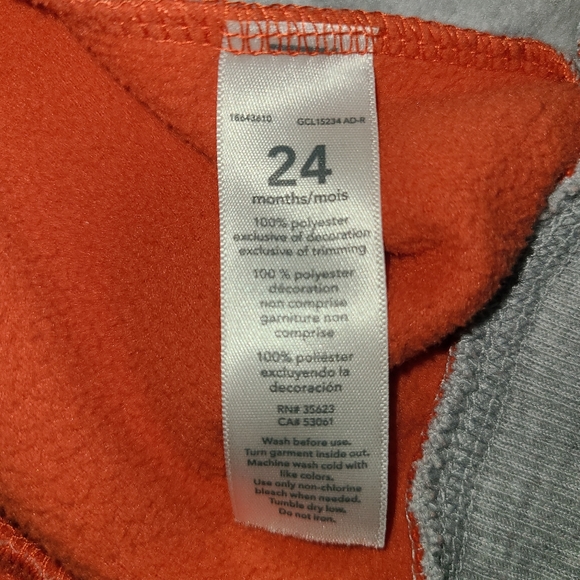 18643610 GCL15234 AD-R
24
months/mois
100% polyester
exclusive of decoration
exclusive of trimming
100 % polyester
décoration
non comprise
garniture non
comprise
100% poliéster
excluyendo la
decoración
RN# 35623
CA# 53061
Wash before use.
Turn garment inside out.
Machine wash cold with
like colors.
Use only non-chlorine
bleach when needed.
Tumble dry low.
Do not iron.